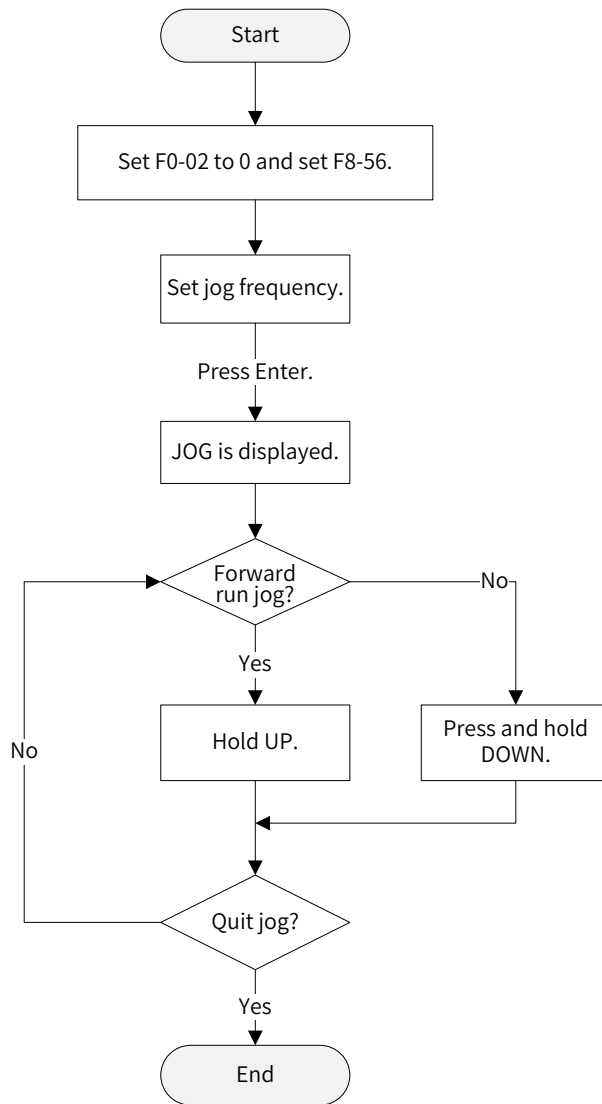 Start
Set F0-02 to 0 and set F8-56.
Set jog frequency.
Press Enter.
JOG is displayed.
Forward
run jog?
No
Yes
Hold UP.
Press and hold
DOWN.
No
Quit jog?
Yes
End